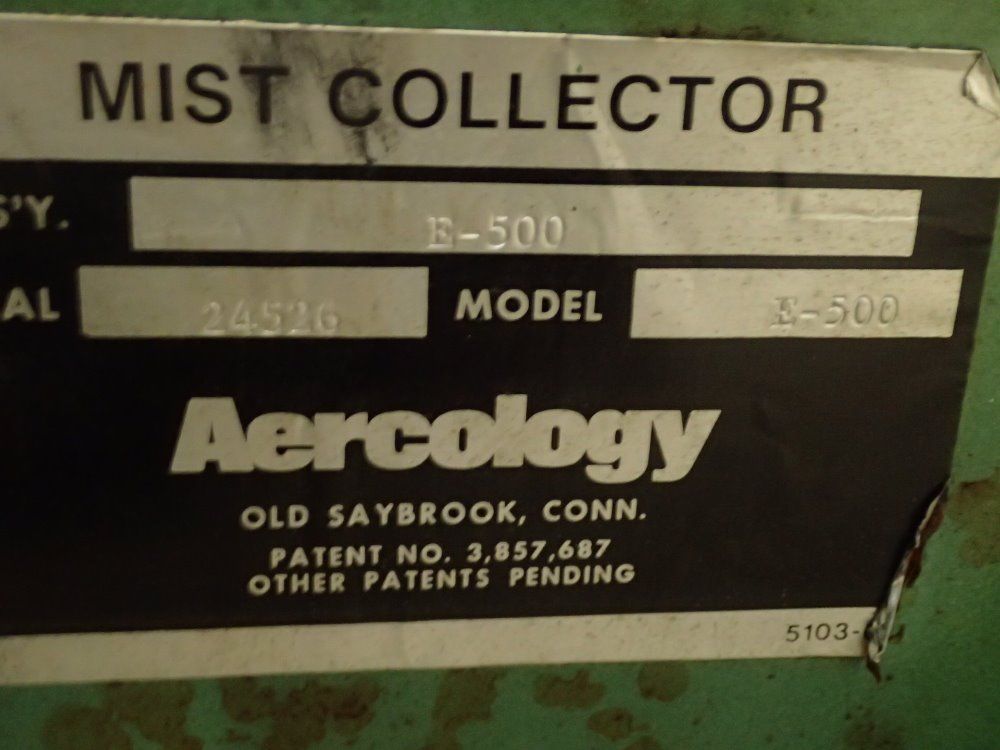 MIST COLLECTOR
S'Y. E-500
AL 24526 MODEL E-500
Aercology
OLD SAYBROOK, CONN.
PATENT NO. 3,857,687
OTHER PATENTS PENDING
5103-